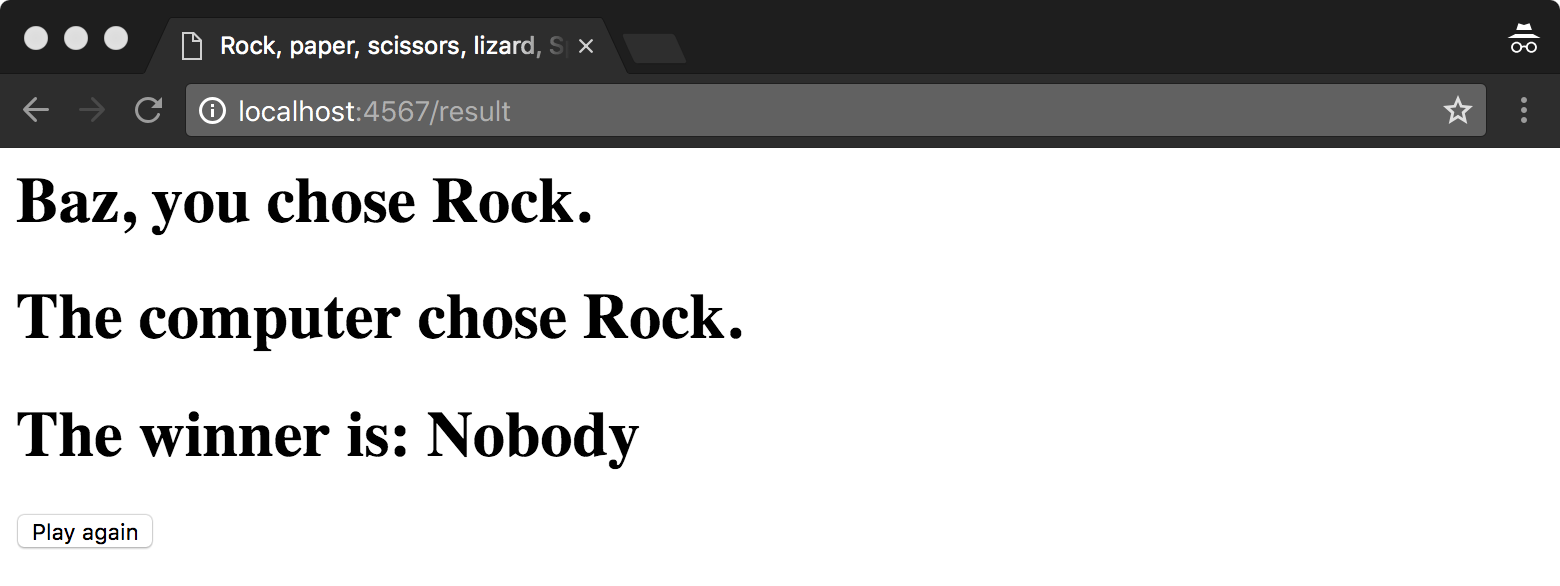 Rock, paper, scissors, lizard,
localhost:4567/result
Baz, you chose Rock.
The computer chose Rock.
The winner is: Nobody
Play again